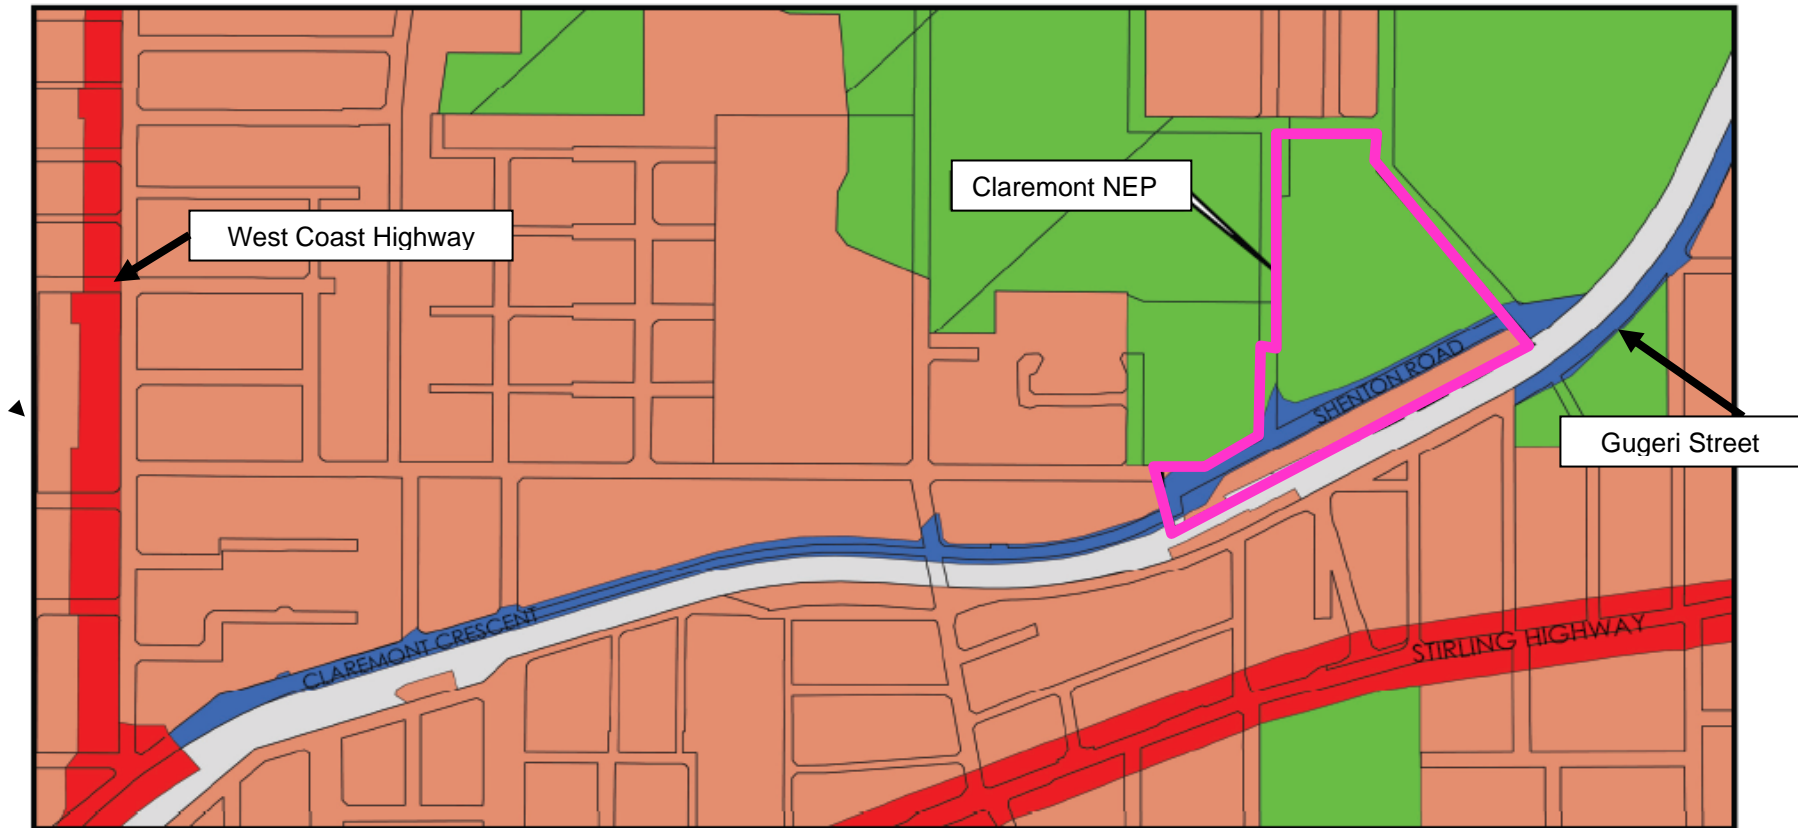 Claremont NEP
West Coast Highway
SHENTON ROAD
Gugeri Street
CLAREMONT CRESCENT
STIRLING HIGHWAY